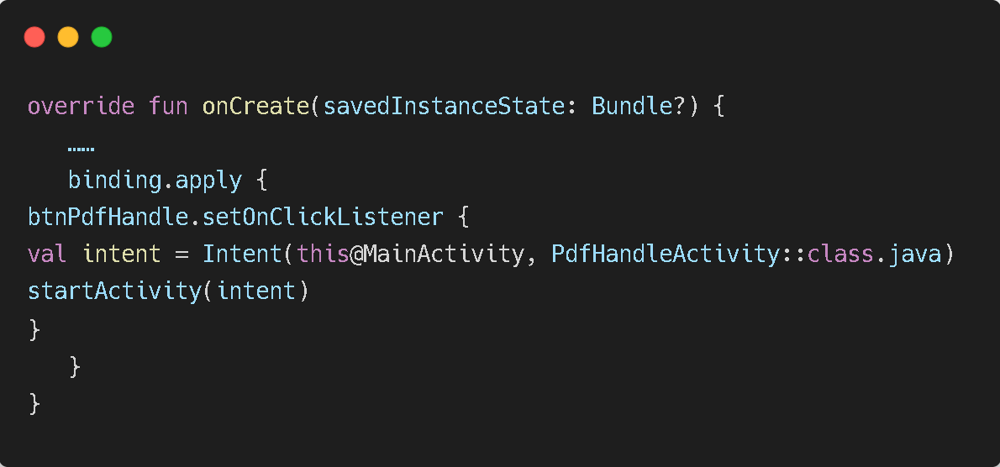 override fun onCreate(savedInstanceState: Bundle?) {
   ……
   binding.apply {
btnPdfHandle.setOnClickListener {
val intent = Intent(this@MainActivity, PdfHandleActivity::class.java)
startActivity(intent)
}
   }
}